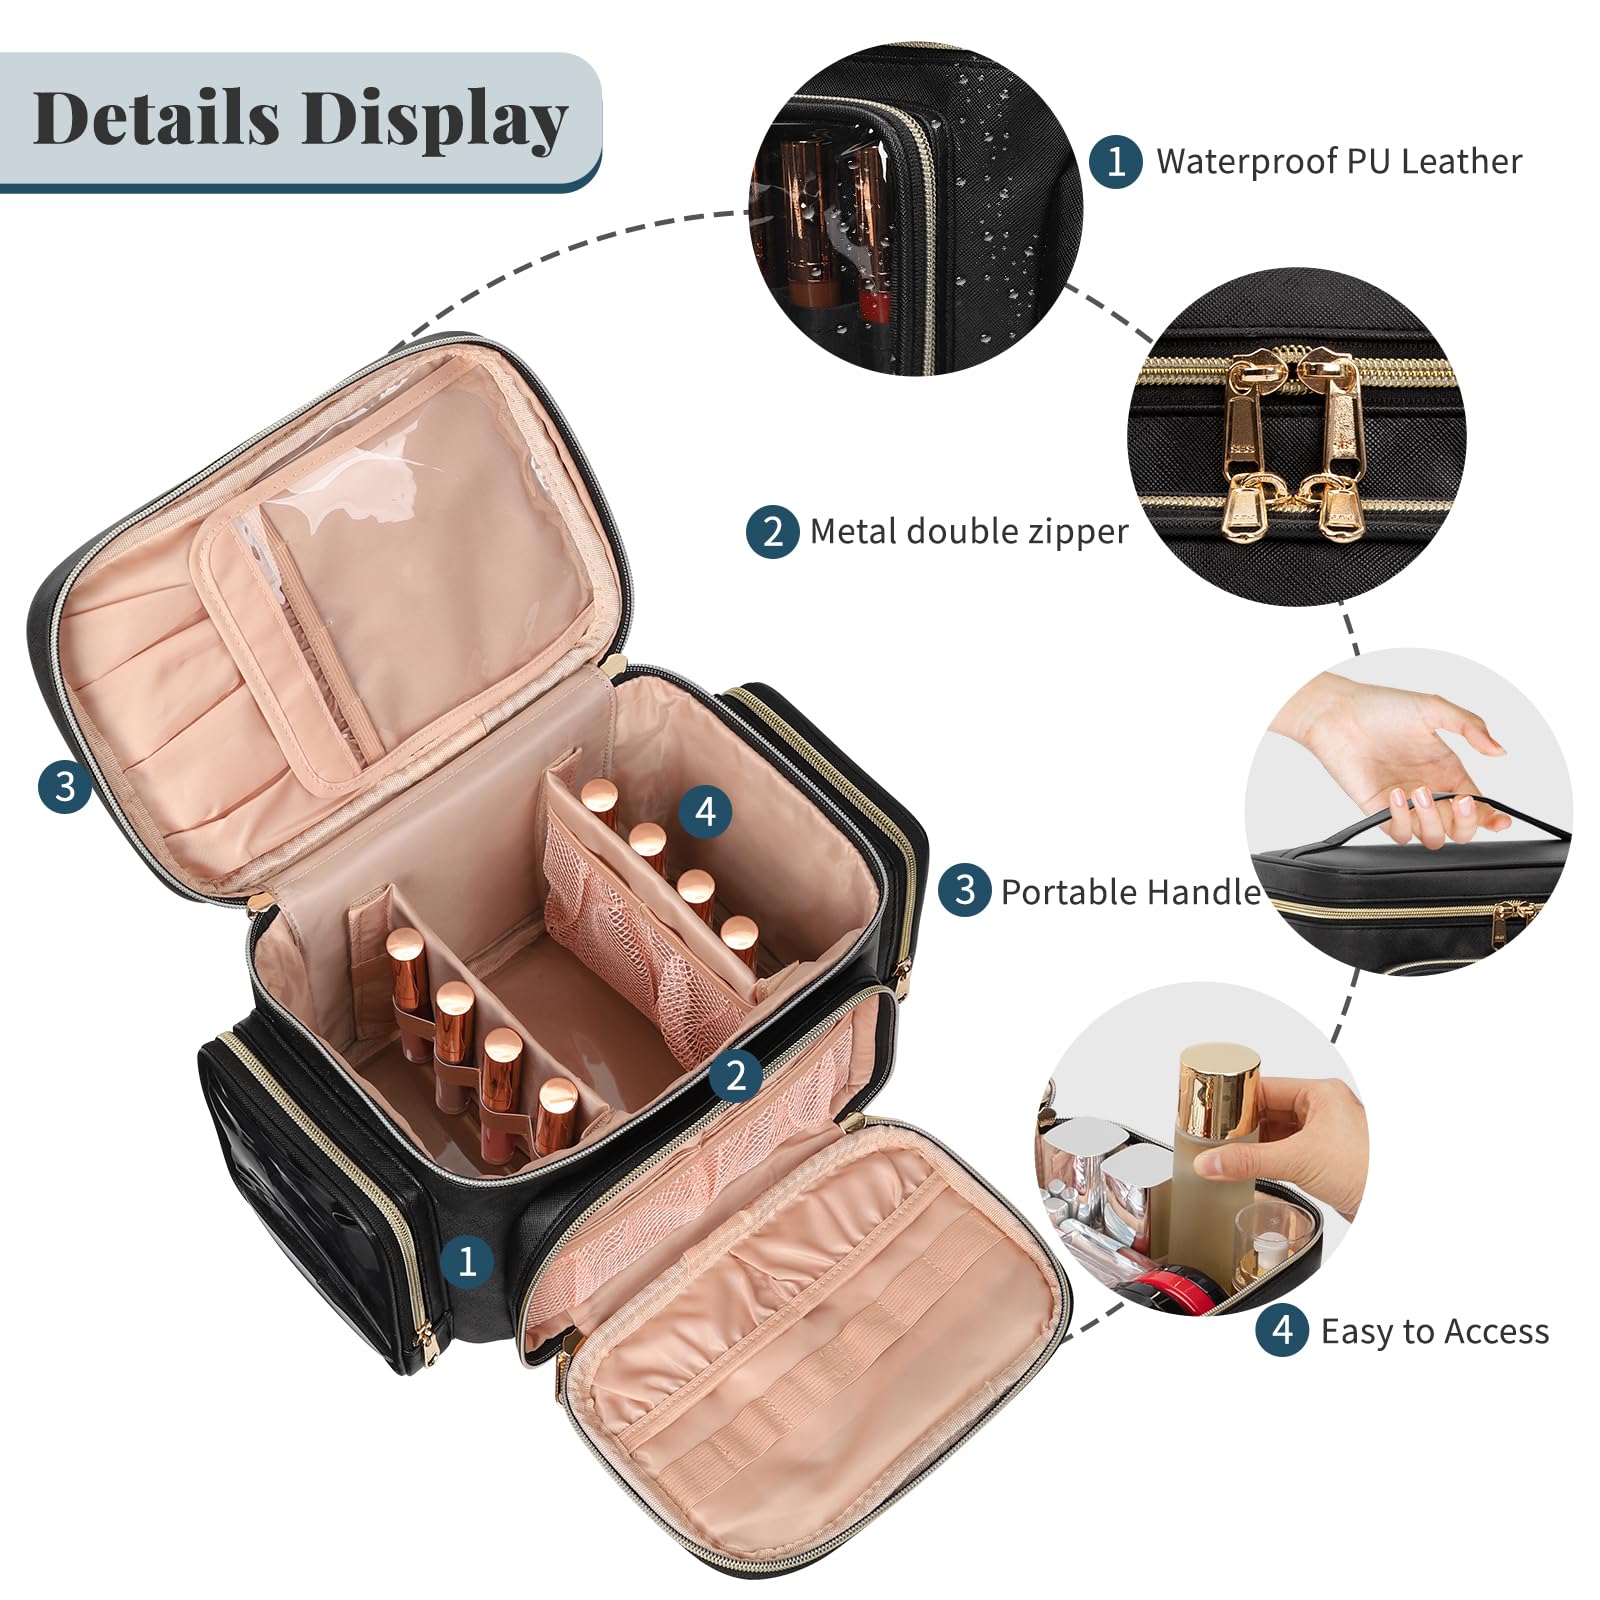 Details Display
1 Waterproof PU Leather
2 Metal double zipper
3 Portable Handle
4 Easy to Access
3
4
2
1
SBS